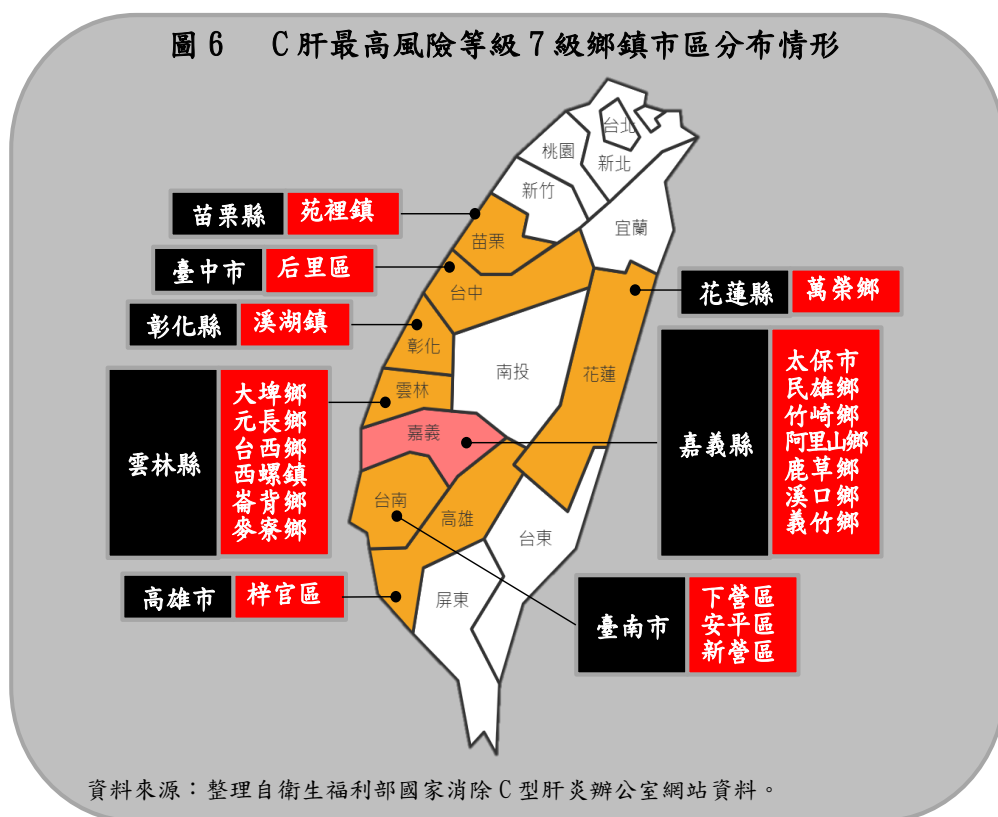 圖 6 C肝最高風險等級7級鄉鎮市區分布情形
台北
桃園
新北
新竹
宜蘭
苗栗
台中
彰化
南投
花蓮
雲林
嘉義
台南
高雄
台東
屏東
苗栗縣 苑裡鎮
臺中市 后里區
彰化縣 溪湖鎮
雲林縣
大埤鄉
元長鄉
台西鄉
西螺鎮
崙背鄉
麥寮鄉
高雄市 梓官區
花蓮縣 萬榮鄉
嘉義縣
太保市
民雄鄉
竹崎鄉
阿里山鄉
鹿草鄉
溪口鄉
義竹鄉
臺南市
下營區
安平區
新營區
資料來源：整理自衛生福利部國家消除C型肝炎辦公室網站資料。